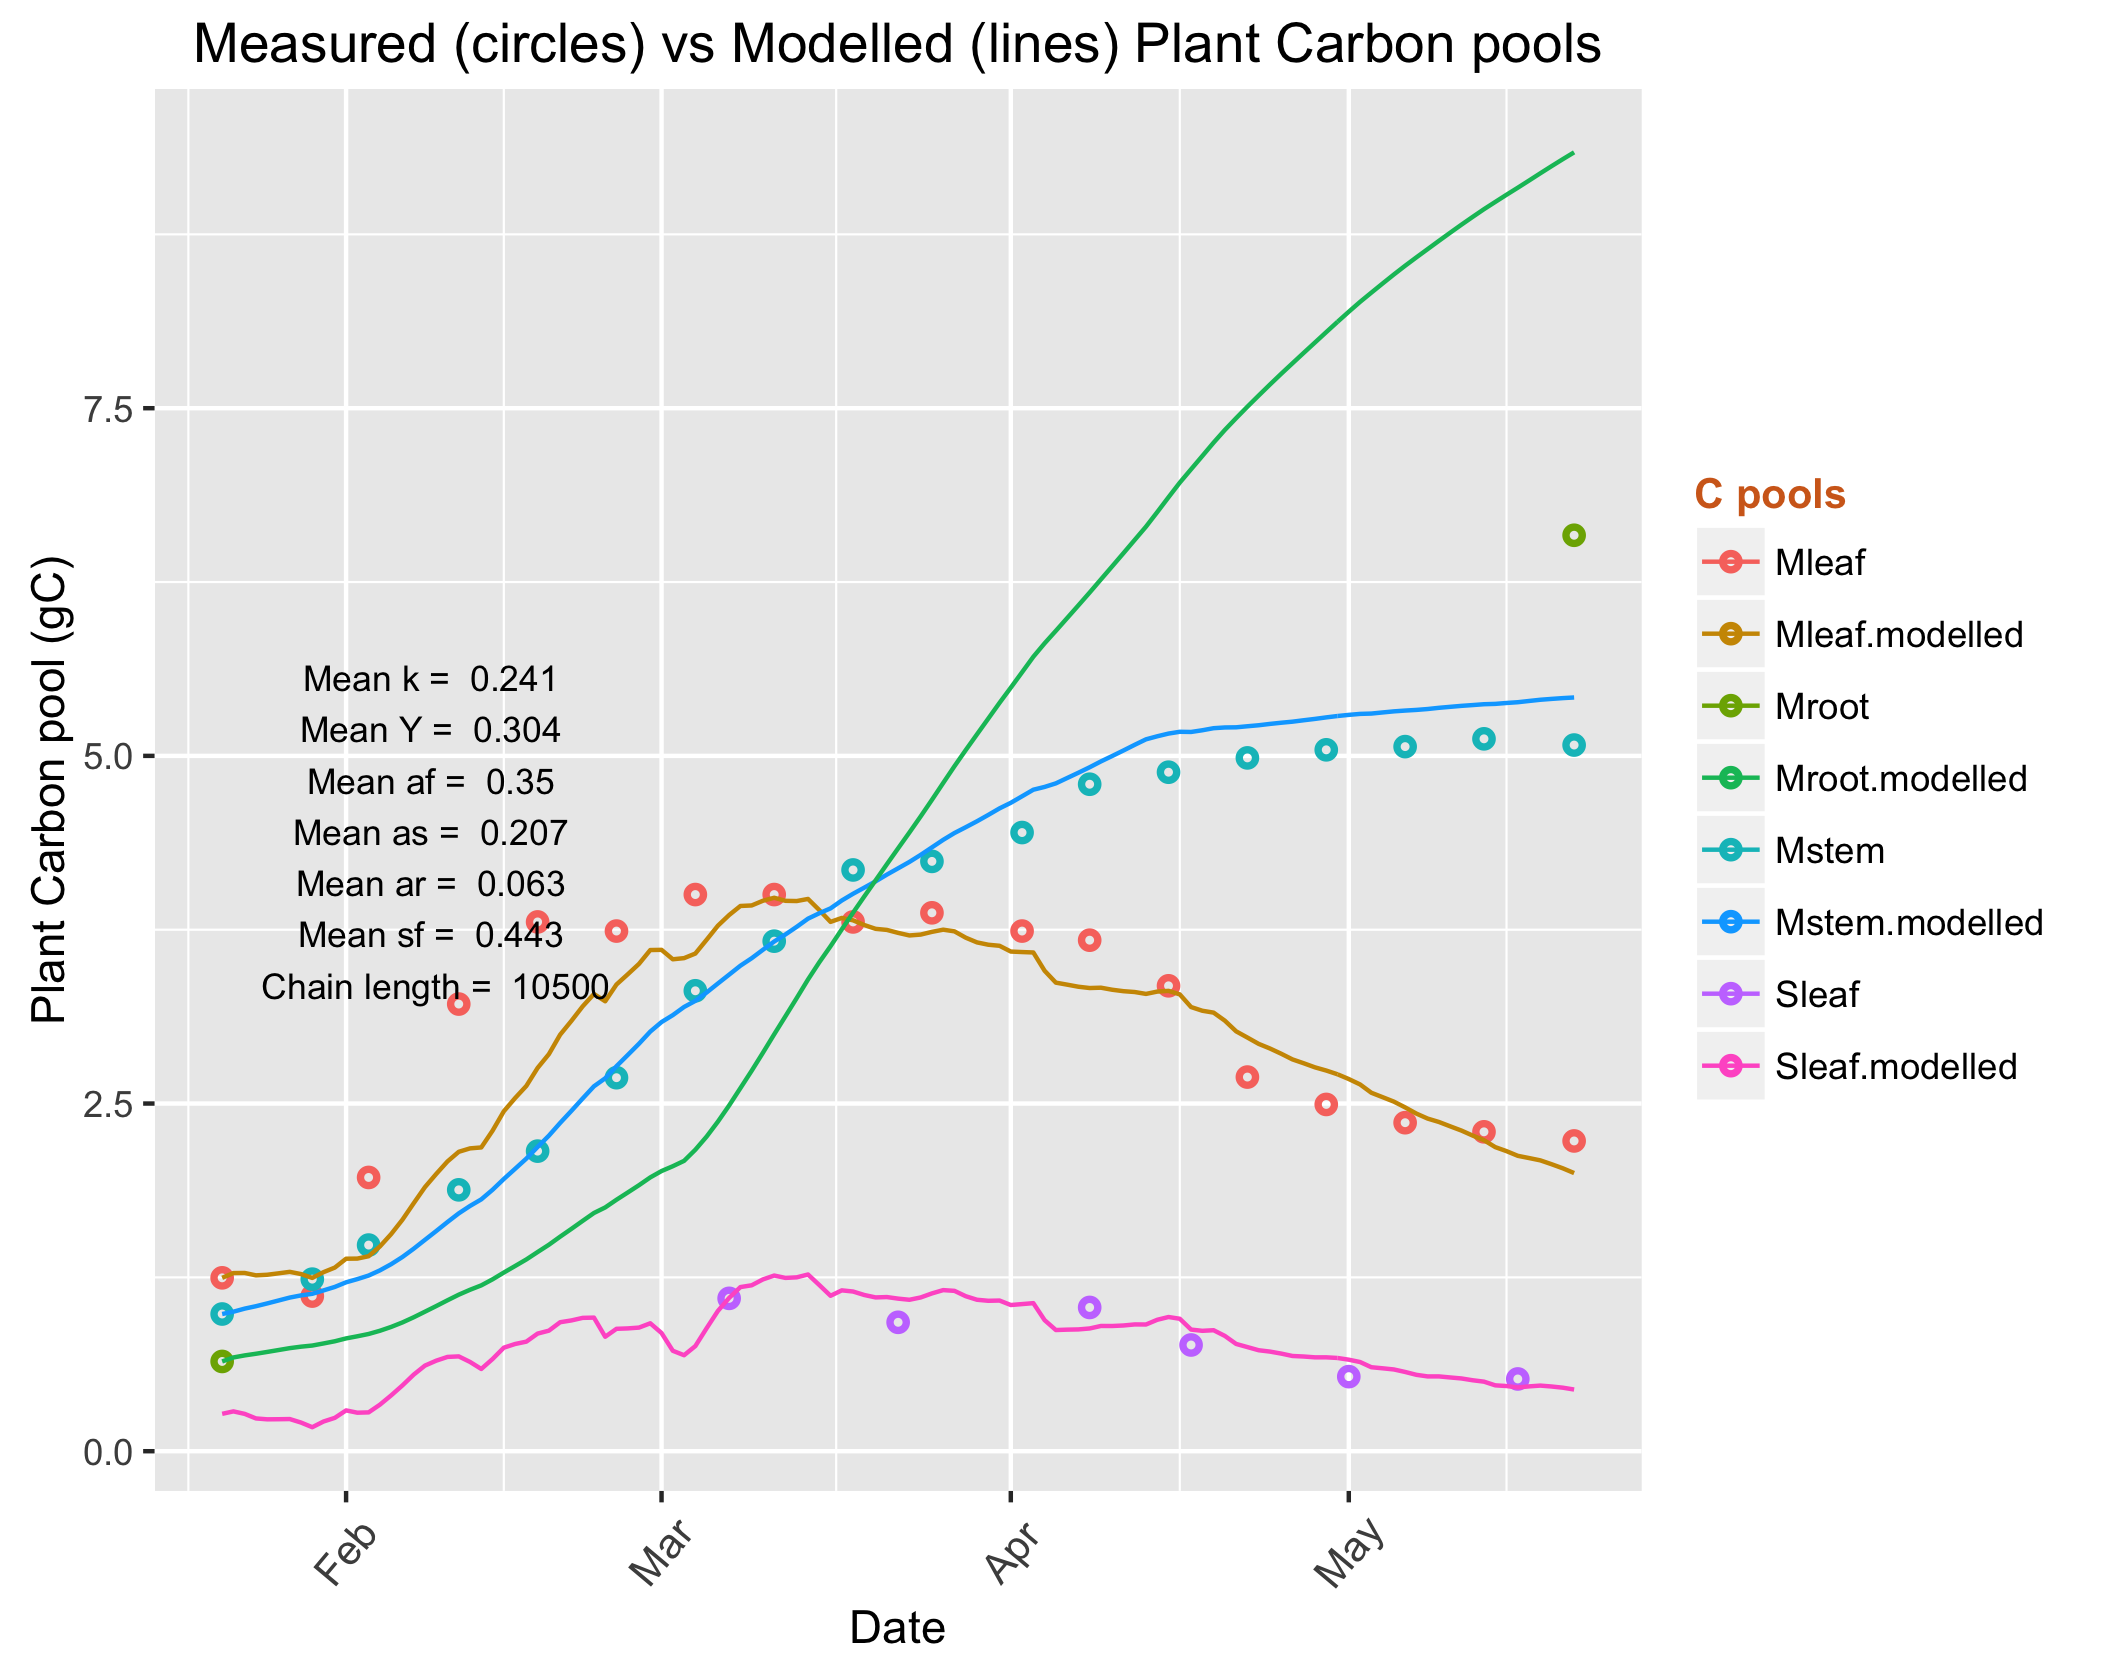 Measured (circles) vs Modelled (lines) Plant Carbon pools
Plant Carbon pool (gC)
7.5
5.0
2.5
0.0
Mean k = 0.241
Mean Y = 0.304
Mean af = 0.35
Mean as = 0.207
Mean ar = 0.063
Mean sf = 0.443
Chain length = 10500
Feb
Mar
Apr
May
Date
C pools
Mleaf
Mleaf.modelled
Mroot
Mroot.modelled
Mstem
Mstem.modelled
Sleaf
Sleaf.modelled